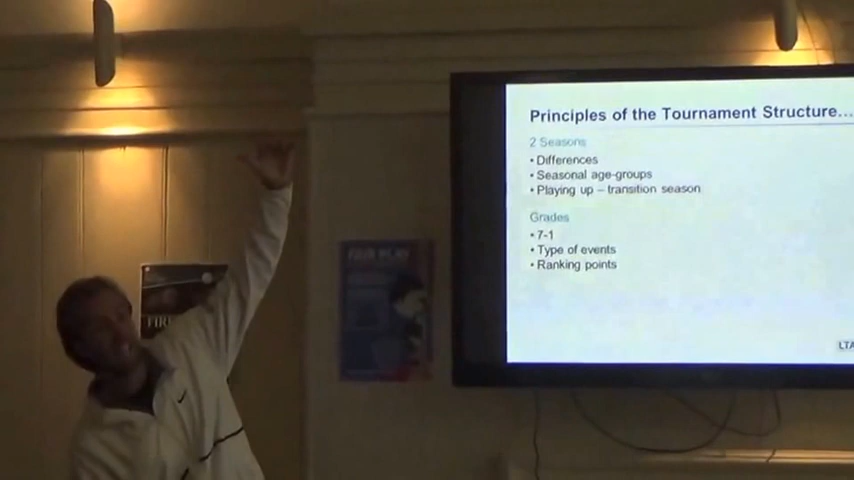 Principles of the Tournament Structure...
2 Seasons
• Differences
• Seasonal age-groups
• Playing up – transition season
Grades
• 7-1
• Type of events
• Ranking points
LTA